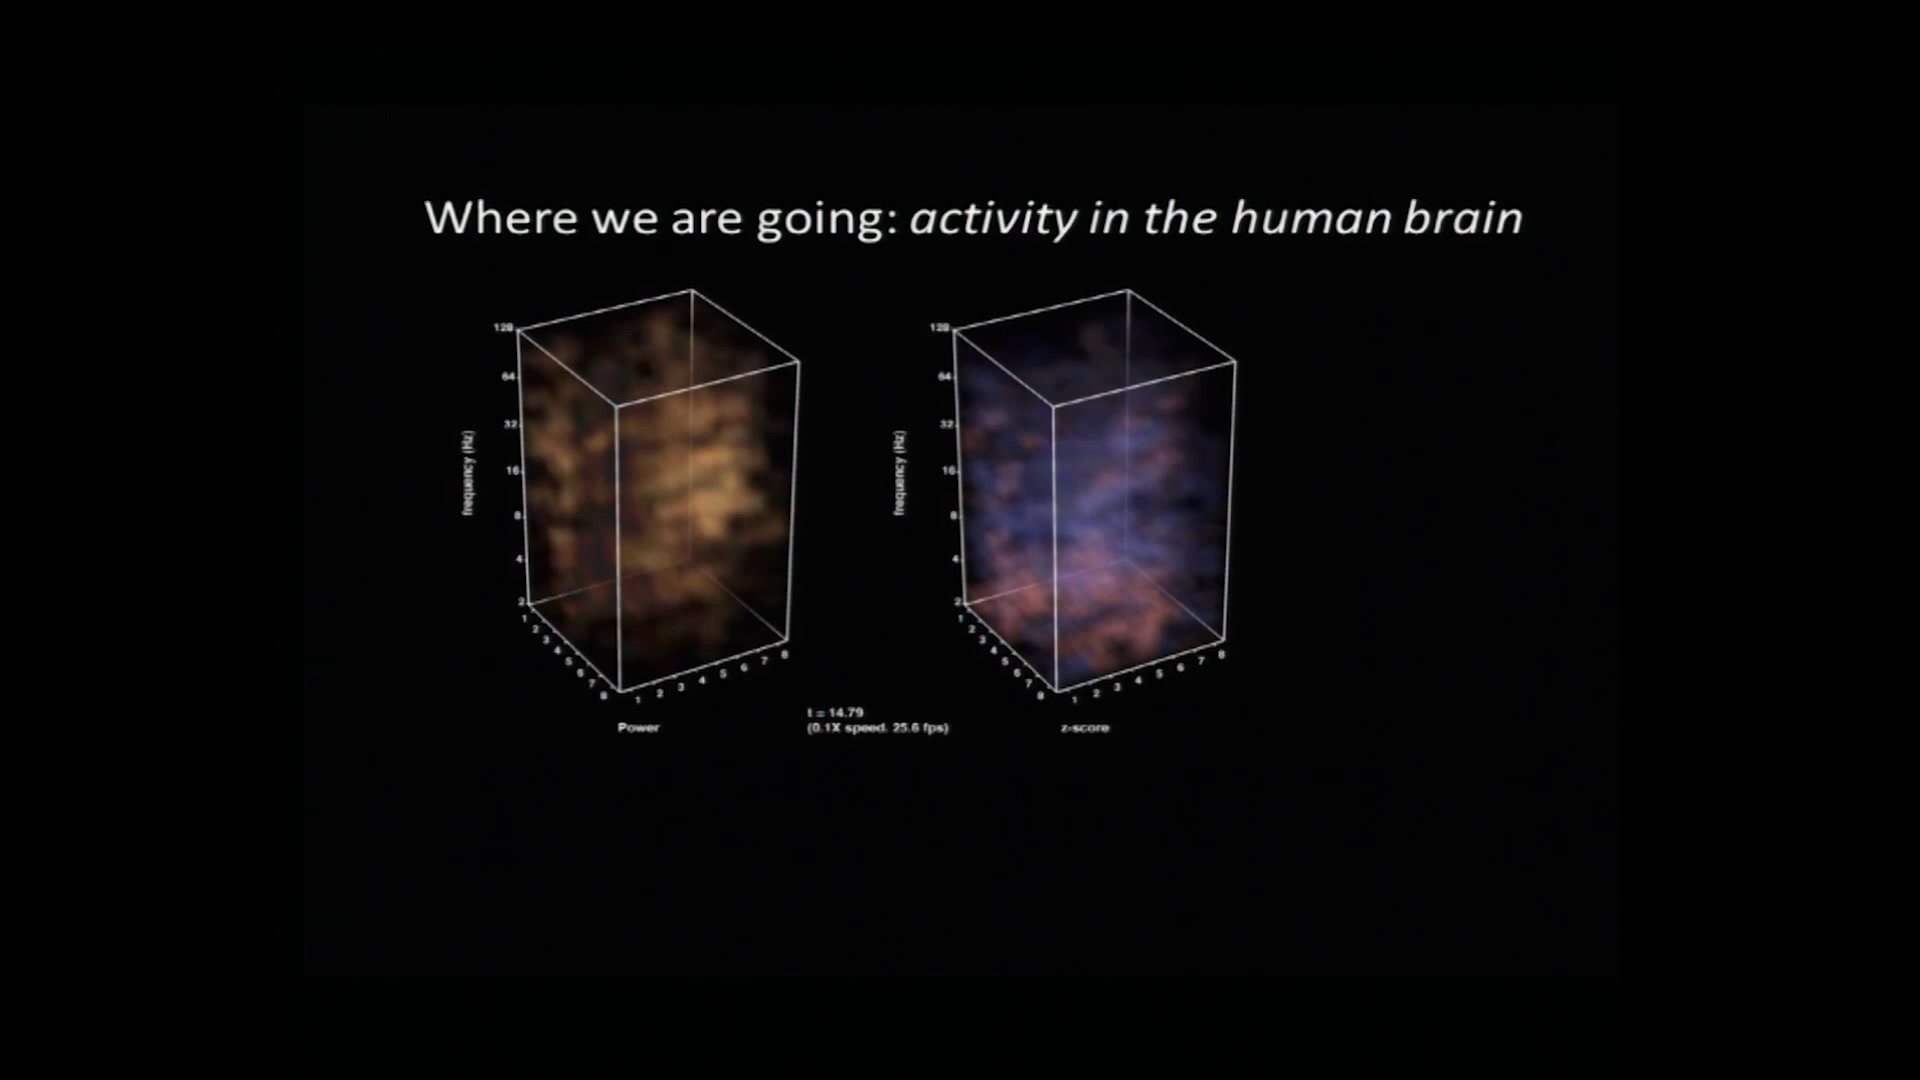 Where we are going: activity in the human brain
128
64
32
16
8
4
2
frequency (Hz)
1 2 3 4 5 6 7 8
1 2 3 4 5 6 7 8
Power
t = 14.79
(0.1X speed. 25.6 fps)
128
64
32
16
8
4
2
frequency (Hz)
1 2 3 4 5 6 7 8
1 2 3 4 5 6 7 8
z-score